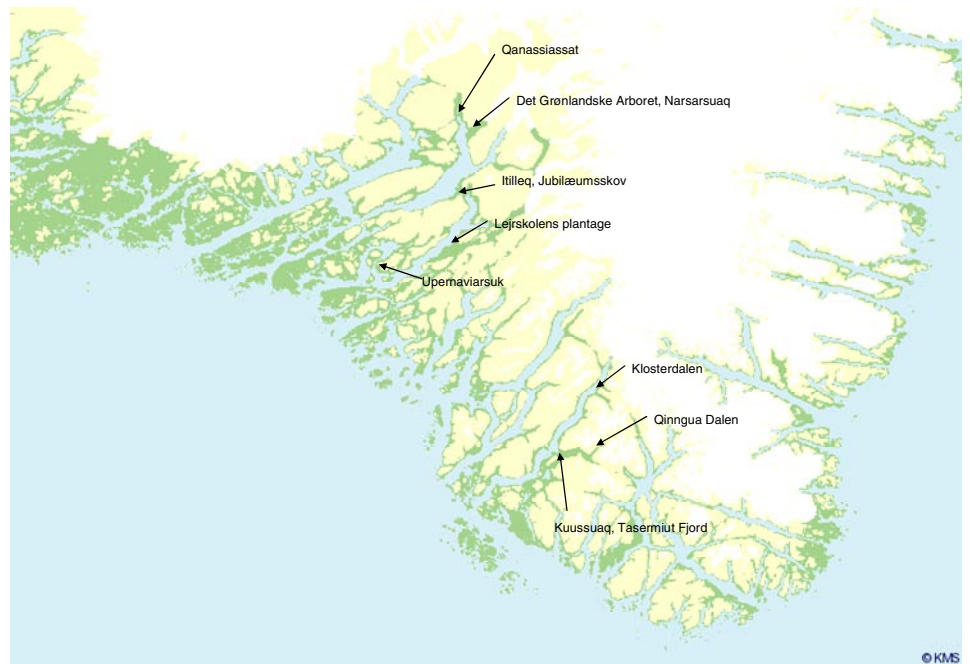 Qanassiassat
Det Grønlandske Arboret, Narsarsuaq
Itilleq, Jubilæumsskov
Lejrskolens plantage
Upernaviarsuk
Klosterdalen
Qinngua Dalen
Kuussuaq, Tasermiut Fjord
© KMS